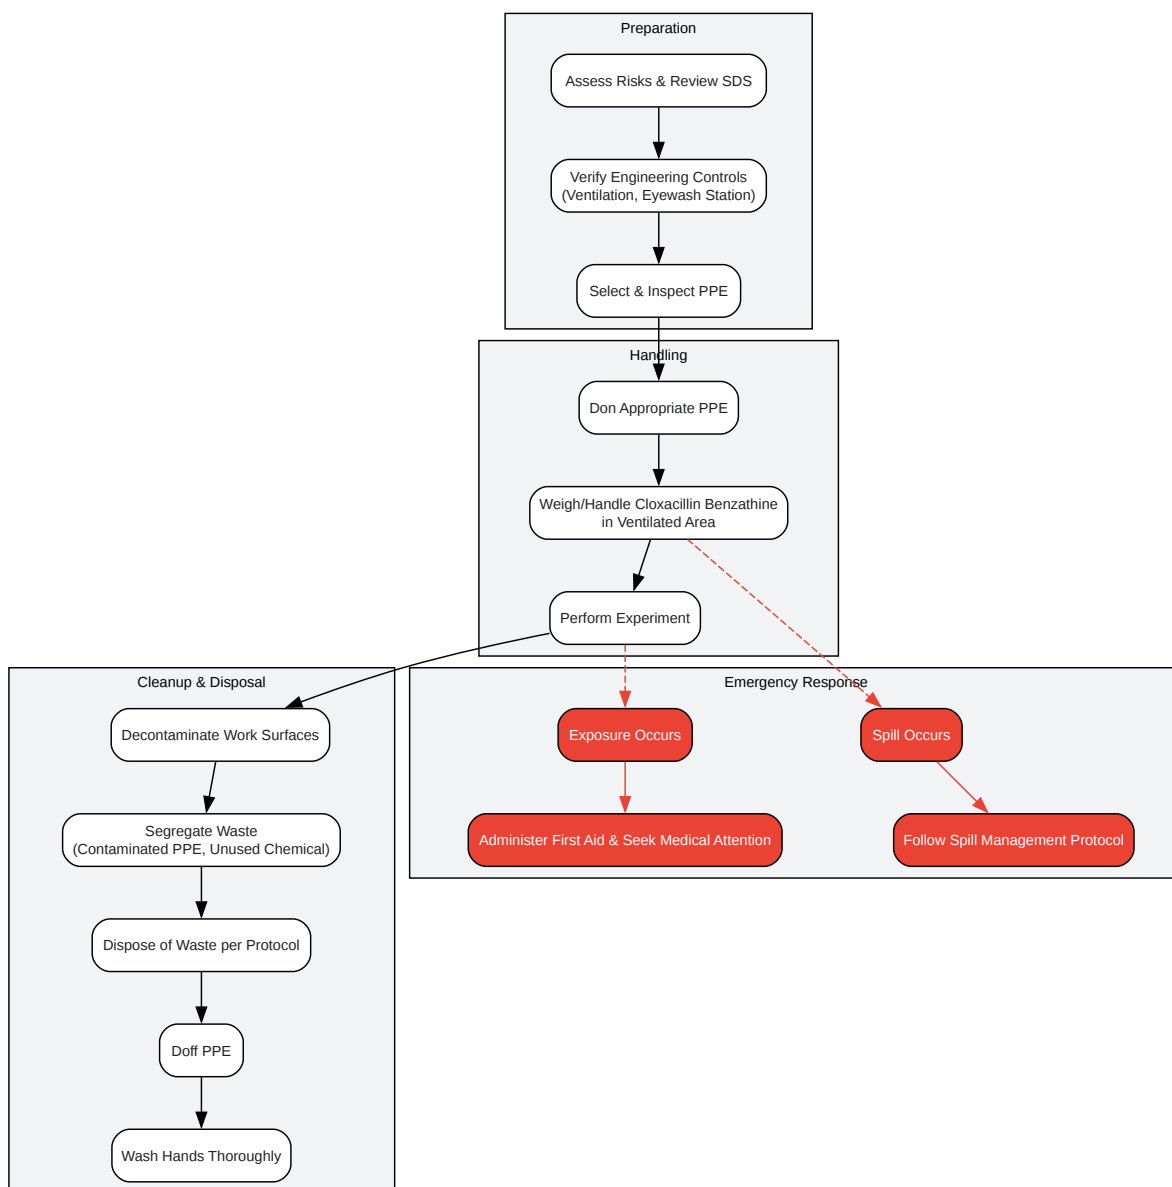 Preparation
Assess Risks & Review SDS
Verify Engineering Controls
(Ventilation, Eyewash Station)
Select & Inspect PPE
Handling
Don Appropriate PPE
Weigh/Handle Cloxacillin Benzathine
in Ventilated Area
Perform Experiment
Cleanup & Disposal
Decontaminate Work Surfaces
Segregate Waste
(Contaminated PPE, Unused Chemical)
Dispose of Waste per Protocol
Doff PPE
Wash Hands Thoroughly
Emergency Response
Exposure Occurs
Spill Occurs
Administer First Aid & Seek Medical Attention
Follow Spill Management Protocol